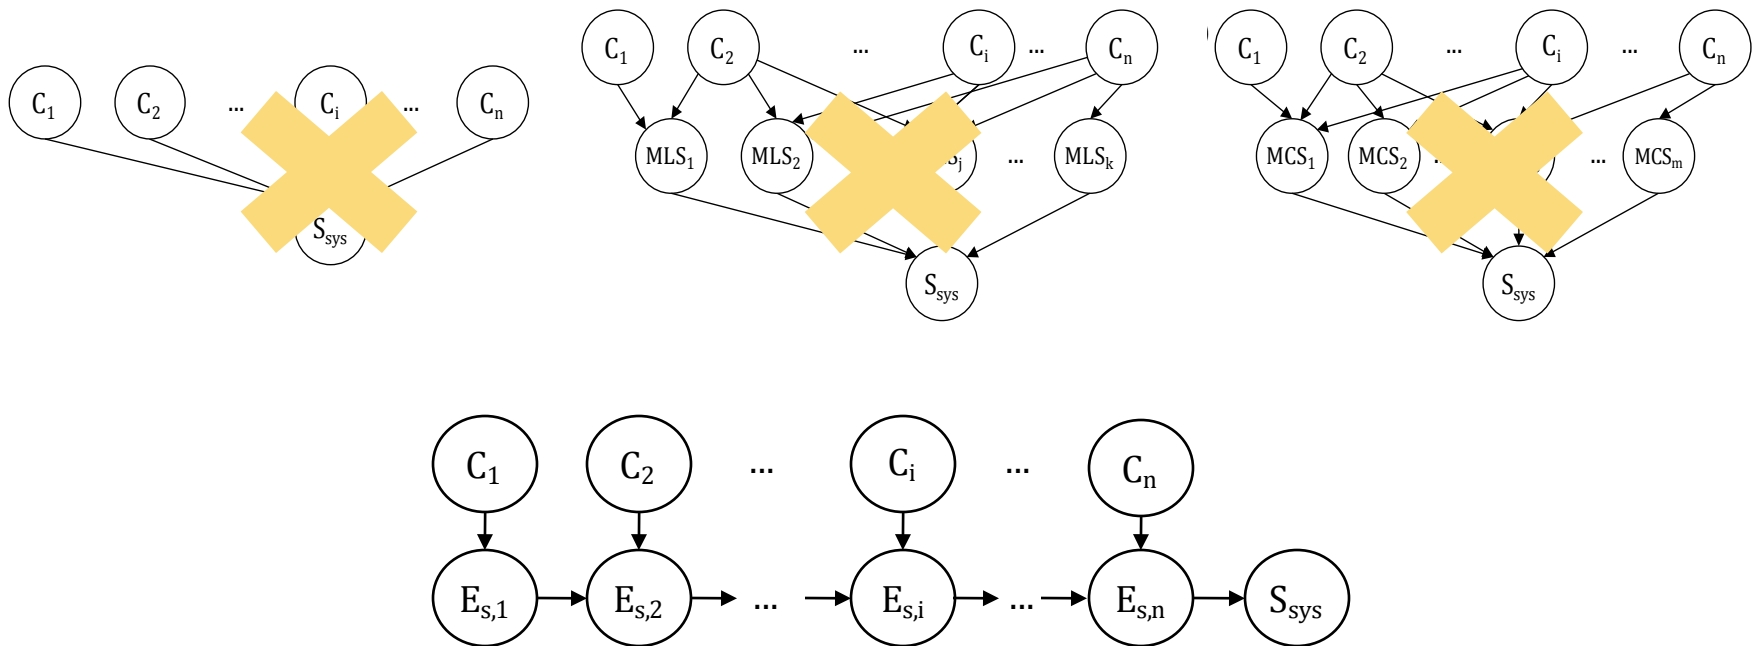 C1 C2 ... Ci ... Cn
Ssys
C1 C2 ... Ci ... Cn
MLS1 MLS2 Sj ... MLSk
Ssys
C1 C2 ... Ci ... Cn
MCS1 MCS2 ... ... MCSm
Ssys
C1 C2 ... Ci ... Cn
Es,1 Es,2 ... Es,i ... Es,n Ssys